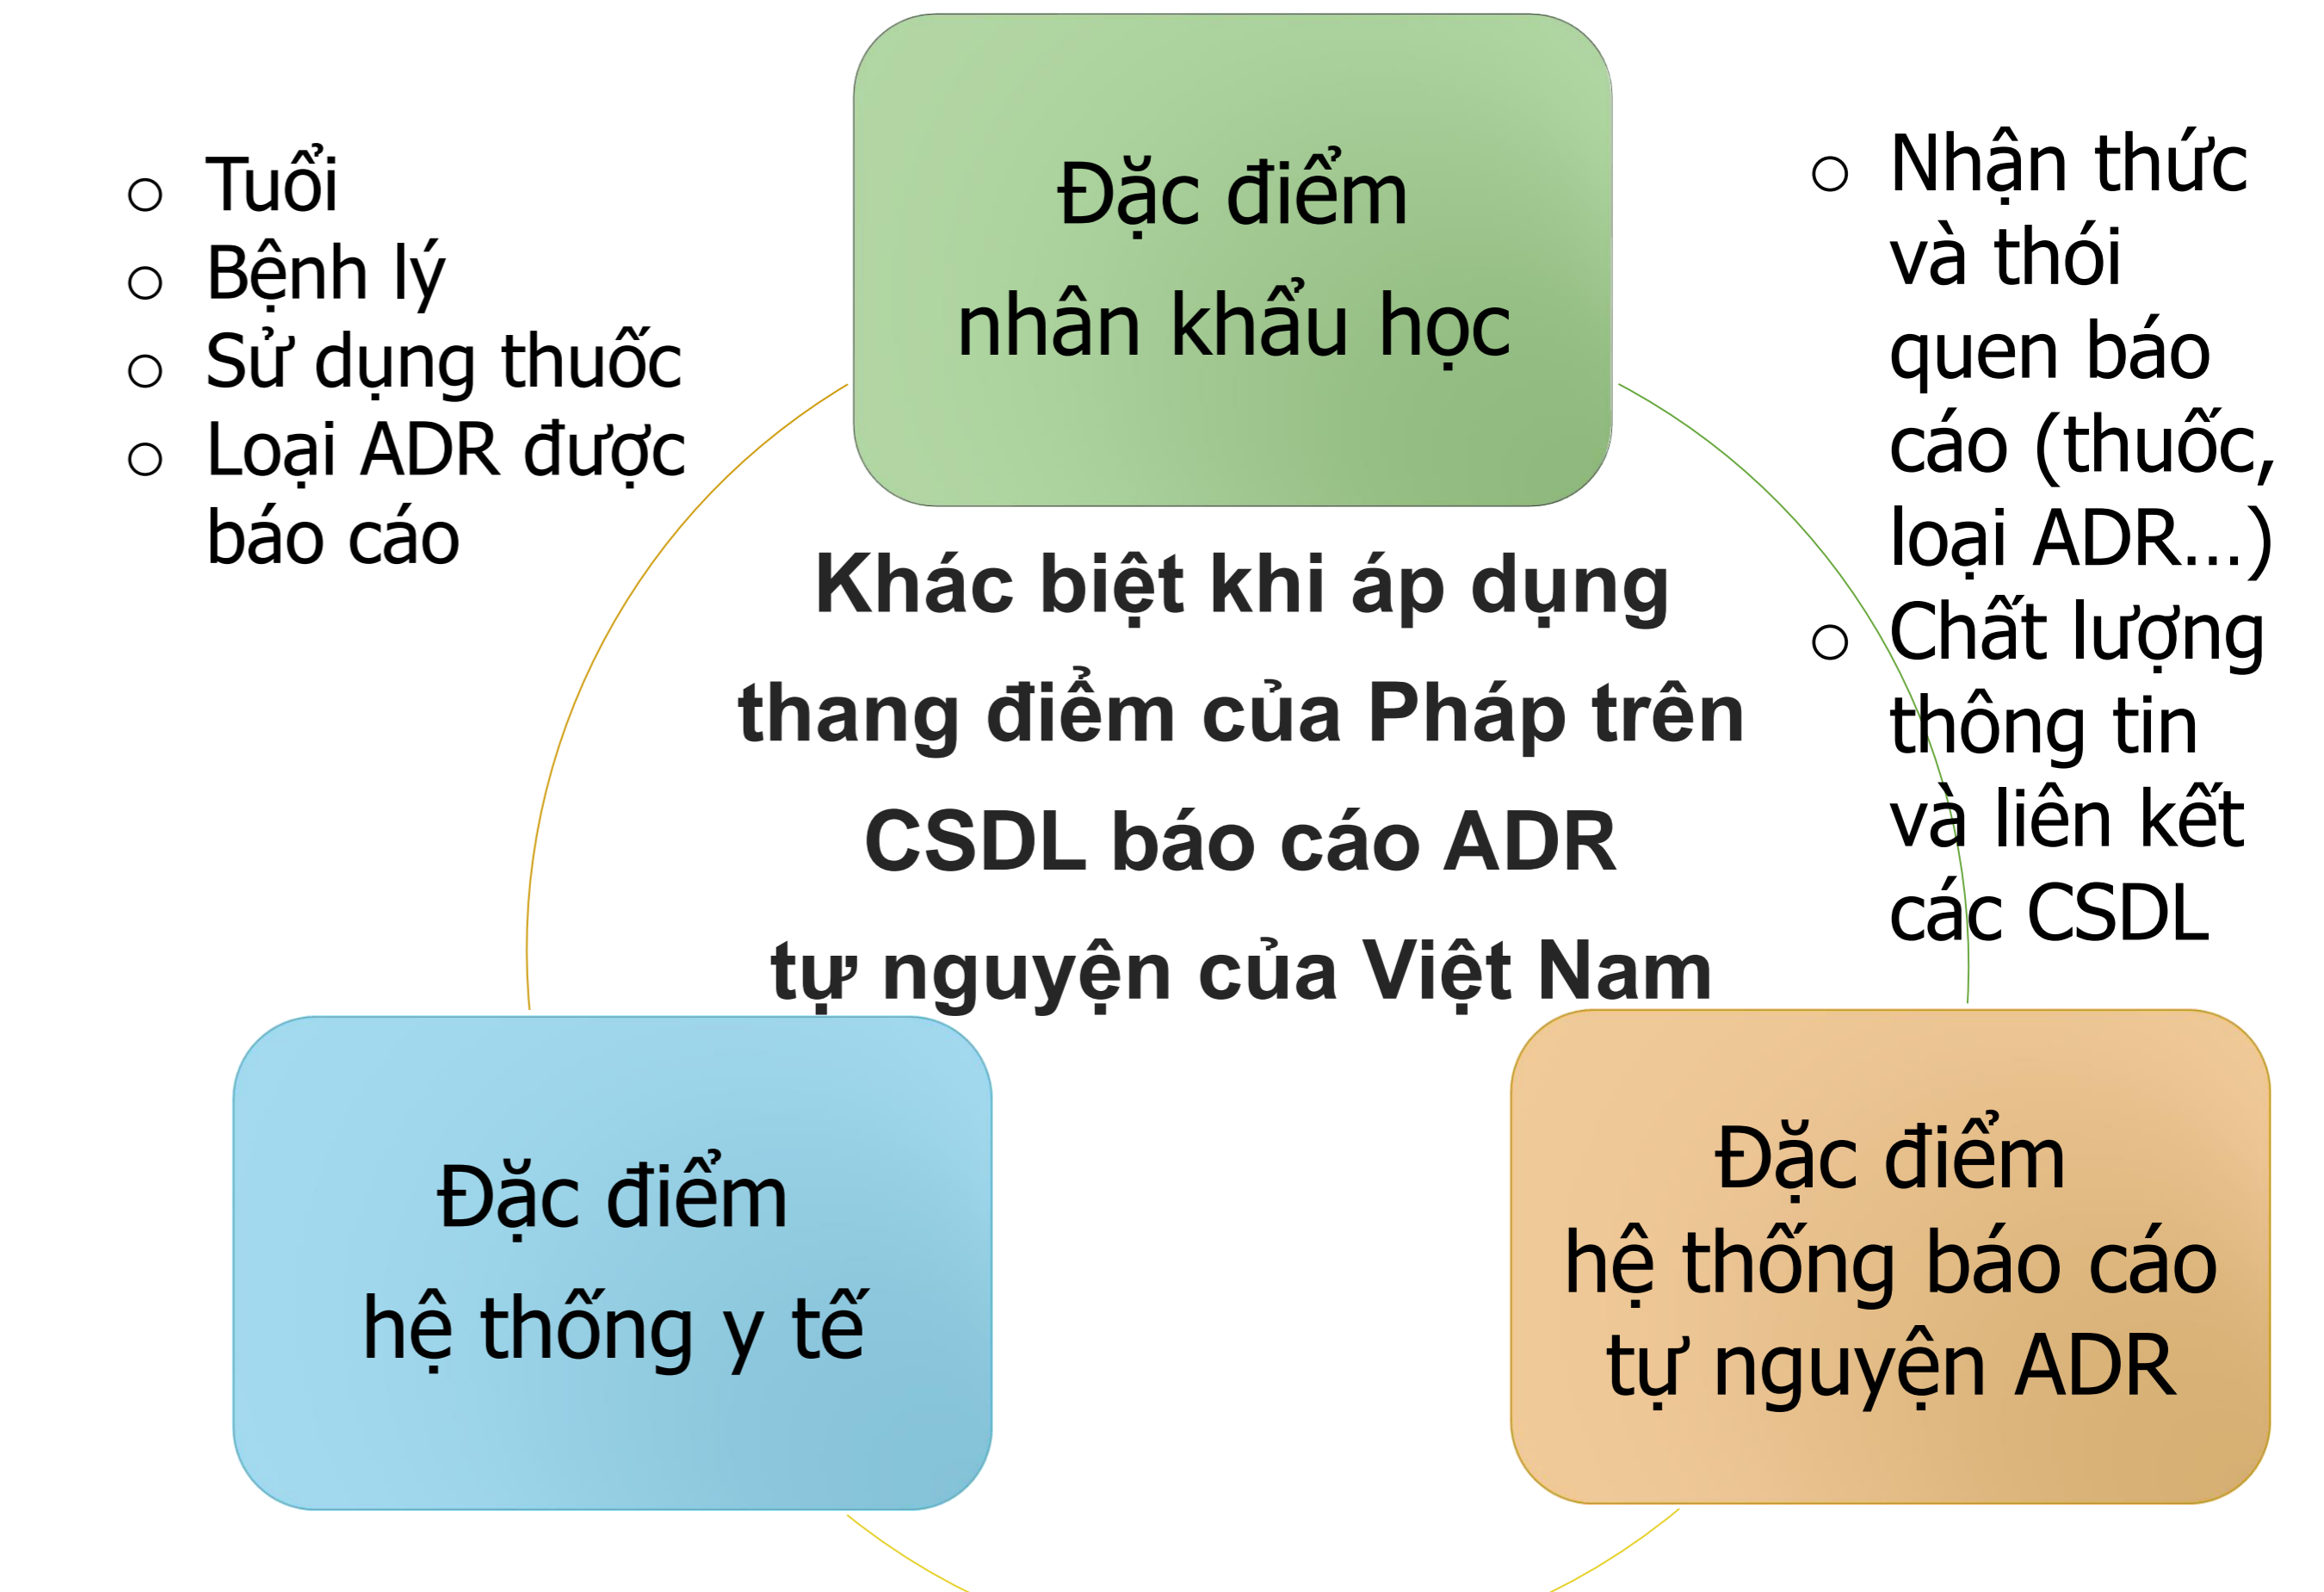 Đặc điểm
nhân khẩu học
○ Tuổi
○ Bệnh lý
○ Sử dụng thuốc
○ Loại ADR được
báo cáo
○ Nhận thức
và thói
quen báo
cáo (thuốc,
loại ADR...)
○ Chất lượng
thông tin
và liên kết
các CSDL
Khác biệt khi áp dụng
thang điểm của Pháp trên
CSDL báo cáo ADR
tự nguyện của Việt Nam
Đặc điểm
hệ thống y tế
Đặc điểm
hệ thống báo cáo
tự nguyện ADR